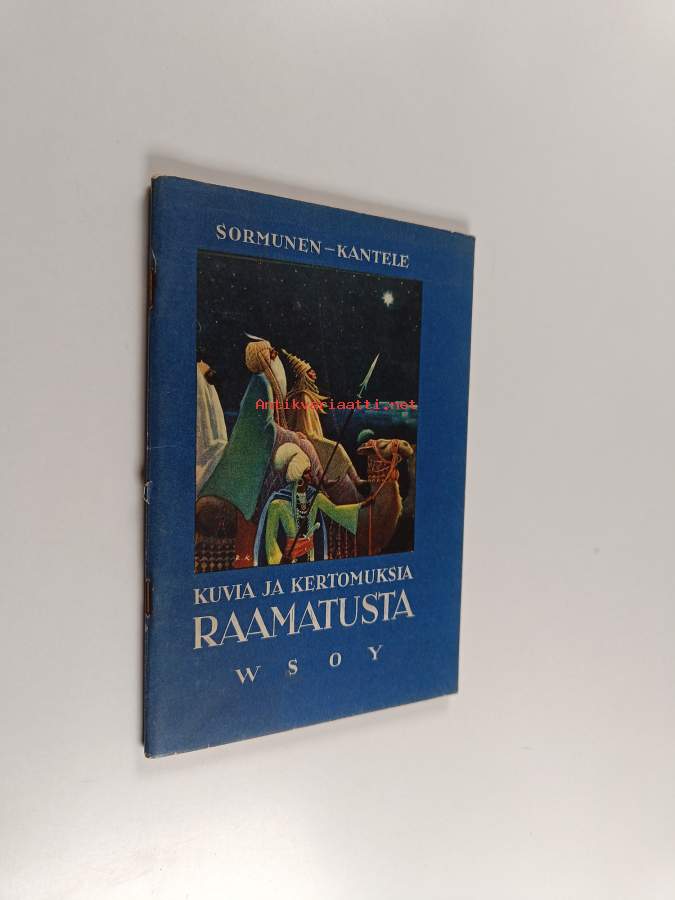 SORMUNEN – KANTELE
Antikvariaatti.net
R.K
KUVIA JA KERTOMUKSIA
RAAMATUSTA
WSOY